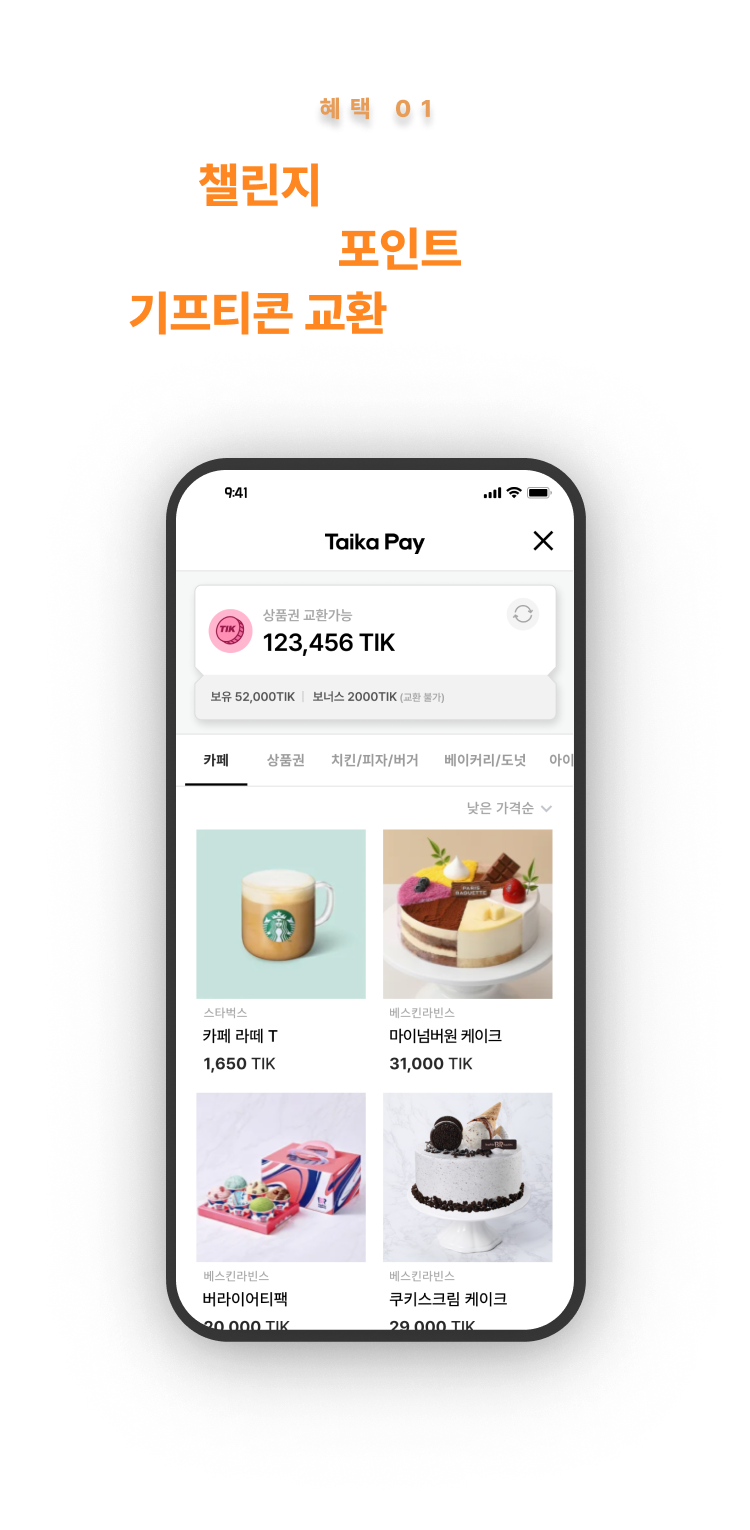 혜택 01
챌린지
포인트
기프티콘 교환
9:41
Taika Pay
TIK
상품권 교환가능
123,456 TIK
보유 52,000TIK | 보너스 2000TIK (교환 불가)
카페 상품권 치킨/피자/버거 베이커리/도넛 아이
낮은 가격순
PARIS
BAGUETTE
스타벅스
카페 라떼 T
1,650 TIK
베스킨라빈스
마이넘버원 케이크
31,000 TIK
베스킨라빈스
버라이어티팩
베스킨라빈스
쿠키스크림 케이크
29,000 TIK